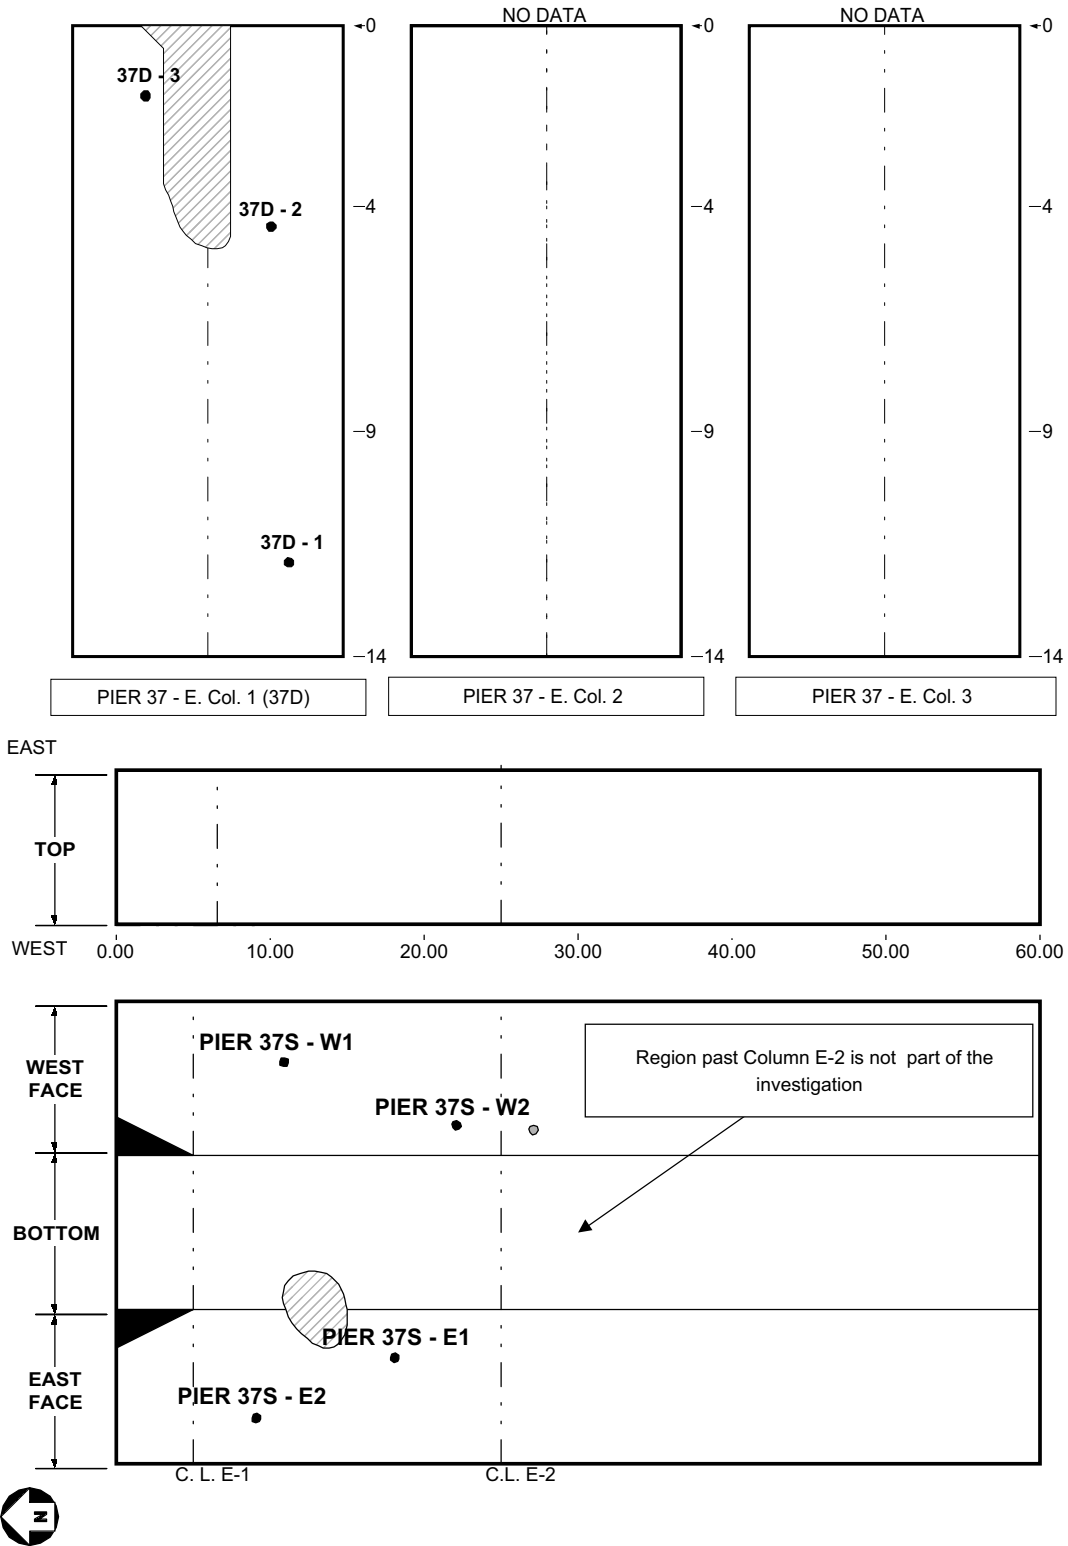 NO DATA
NO DATA
0
0
0
37D - 3
4
4
4
37D - 2
9
9
9
37D - 1
14
14
14
PIER 37 - E. Col. 1 (37D)
PIER 37 - E. Col. 2
PIER 37 - E. Col. 3
EAST
TOP
WEST
0.00 10.00 20.00 30.00 40.00 50.00 60.00
PIER 37S - W1
WEST
FACE
Region past Column E-2 is not part of the
investigation
PIER 37S - W2
BOTTOM
PIER 37S - E1
EAST
FACE
PIER 37S - E2
C. L. E-1
C.L. E-2
N